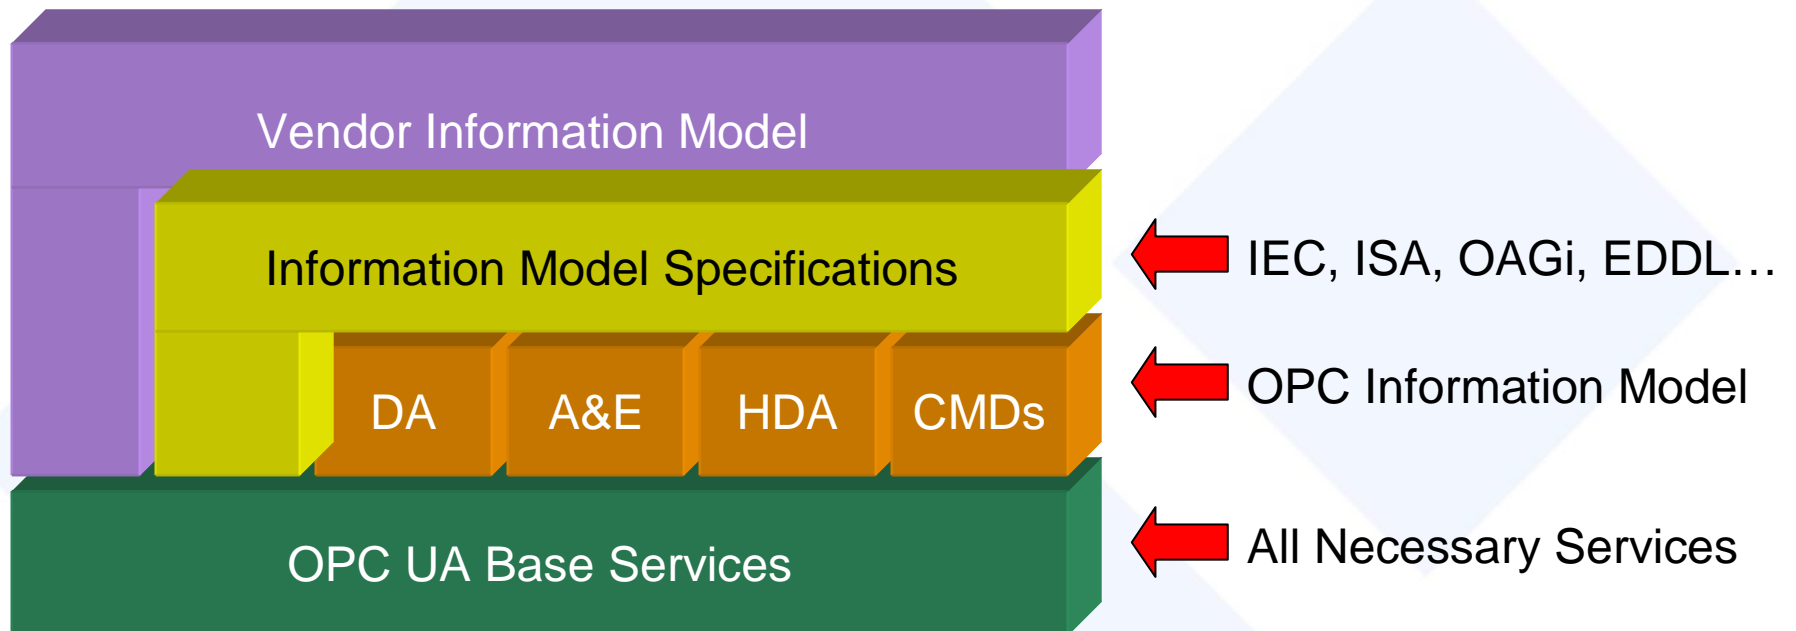 Vendor Information Model
Information Model Specifications
IEC, ISA, OAGi, EDDL…
DA
A&E
HDA
CMDs
OPC Information Model
OPC UA Base Services
All Necessary Services